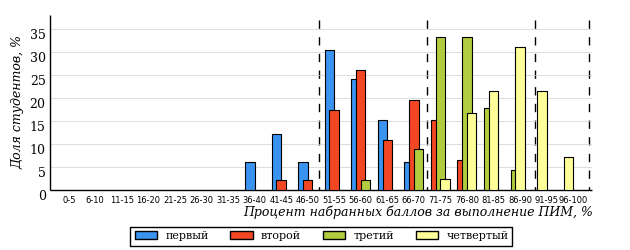 Доля студентов, %
35
30
25
20
15
10
5
0
0-5 6-10 11-15 16-20 21-25 26-30 31-35 36-40 41-45 46-50 51-55 56-60 61-65 66-70 71-75 76-80 81-85 86-90 91-95 96-100
Процент набранных баллов за выполнение ПИМ, %
первый второй третий четвертый